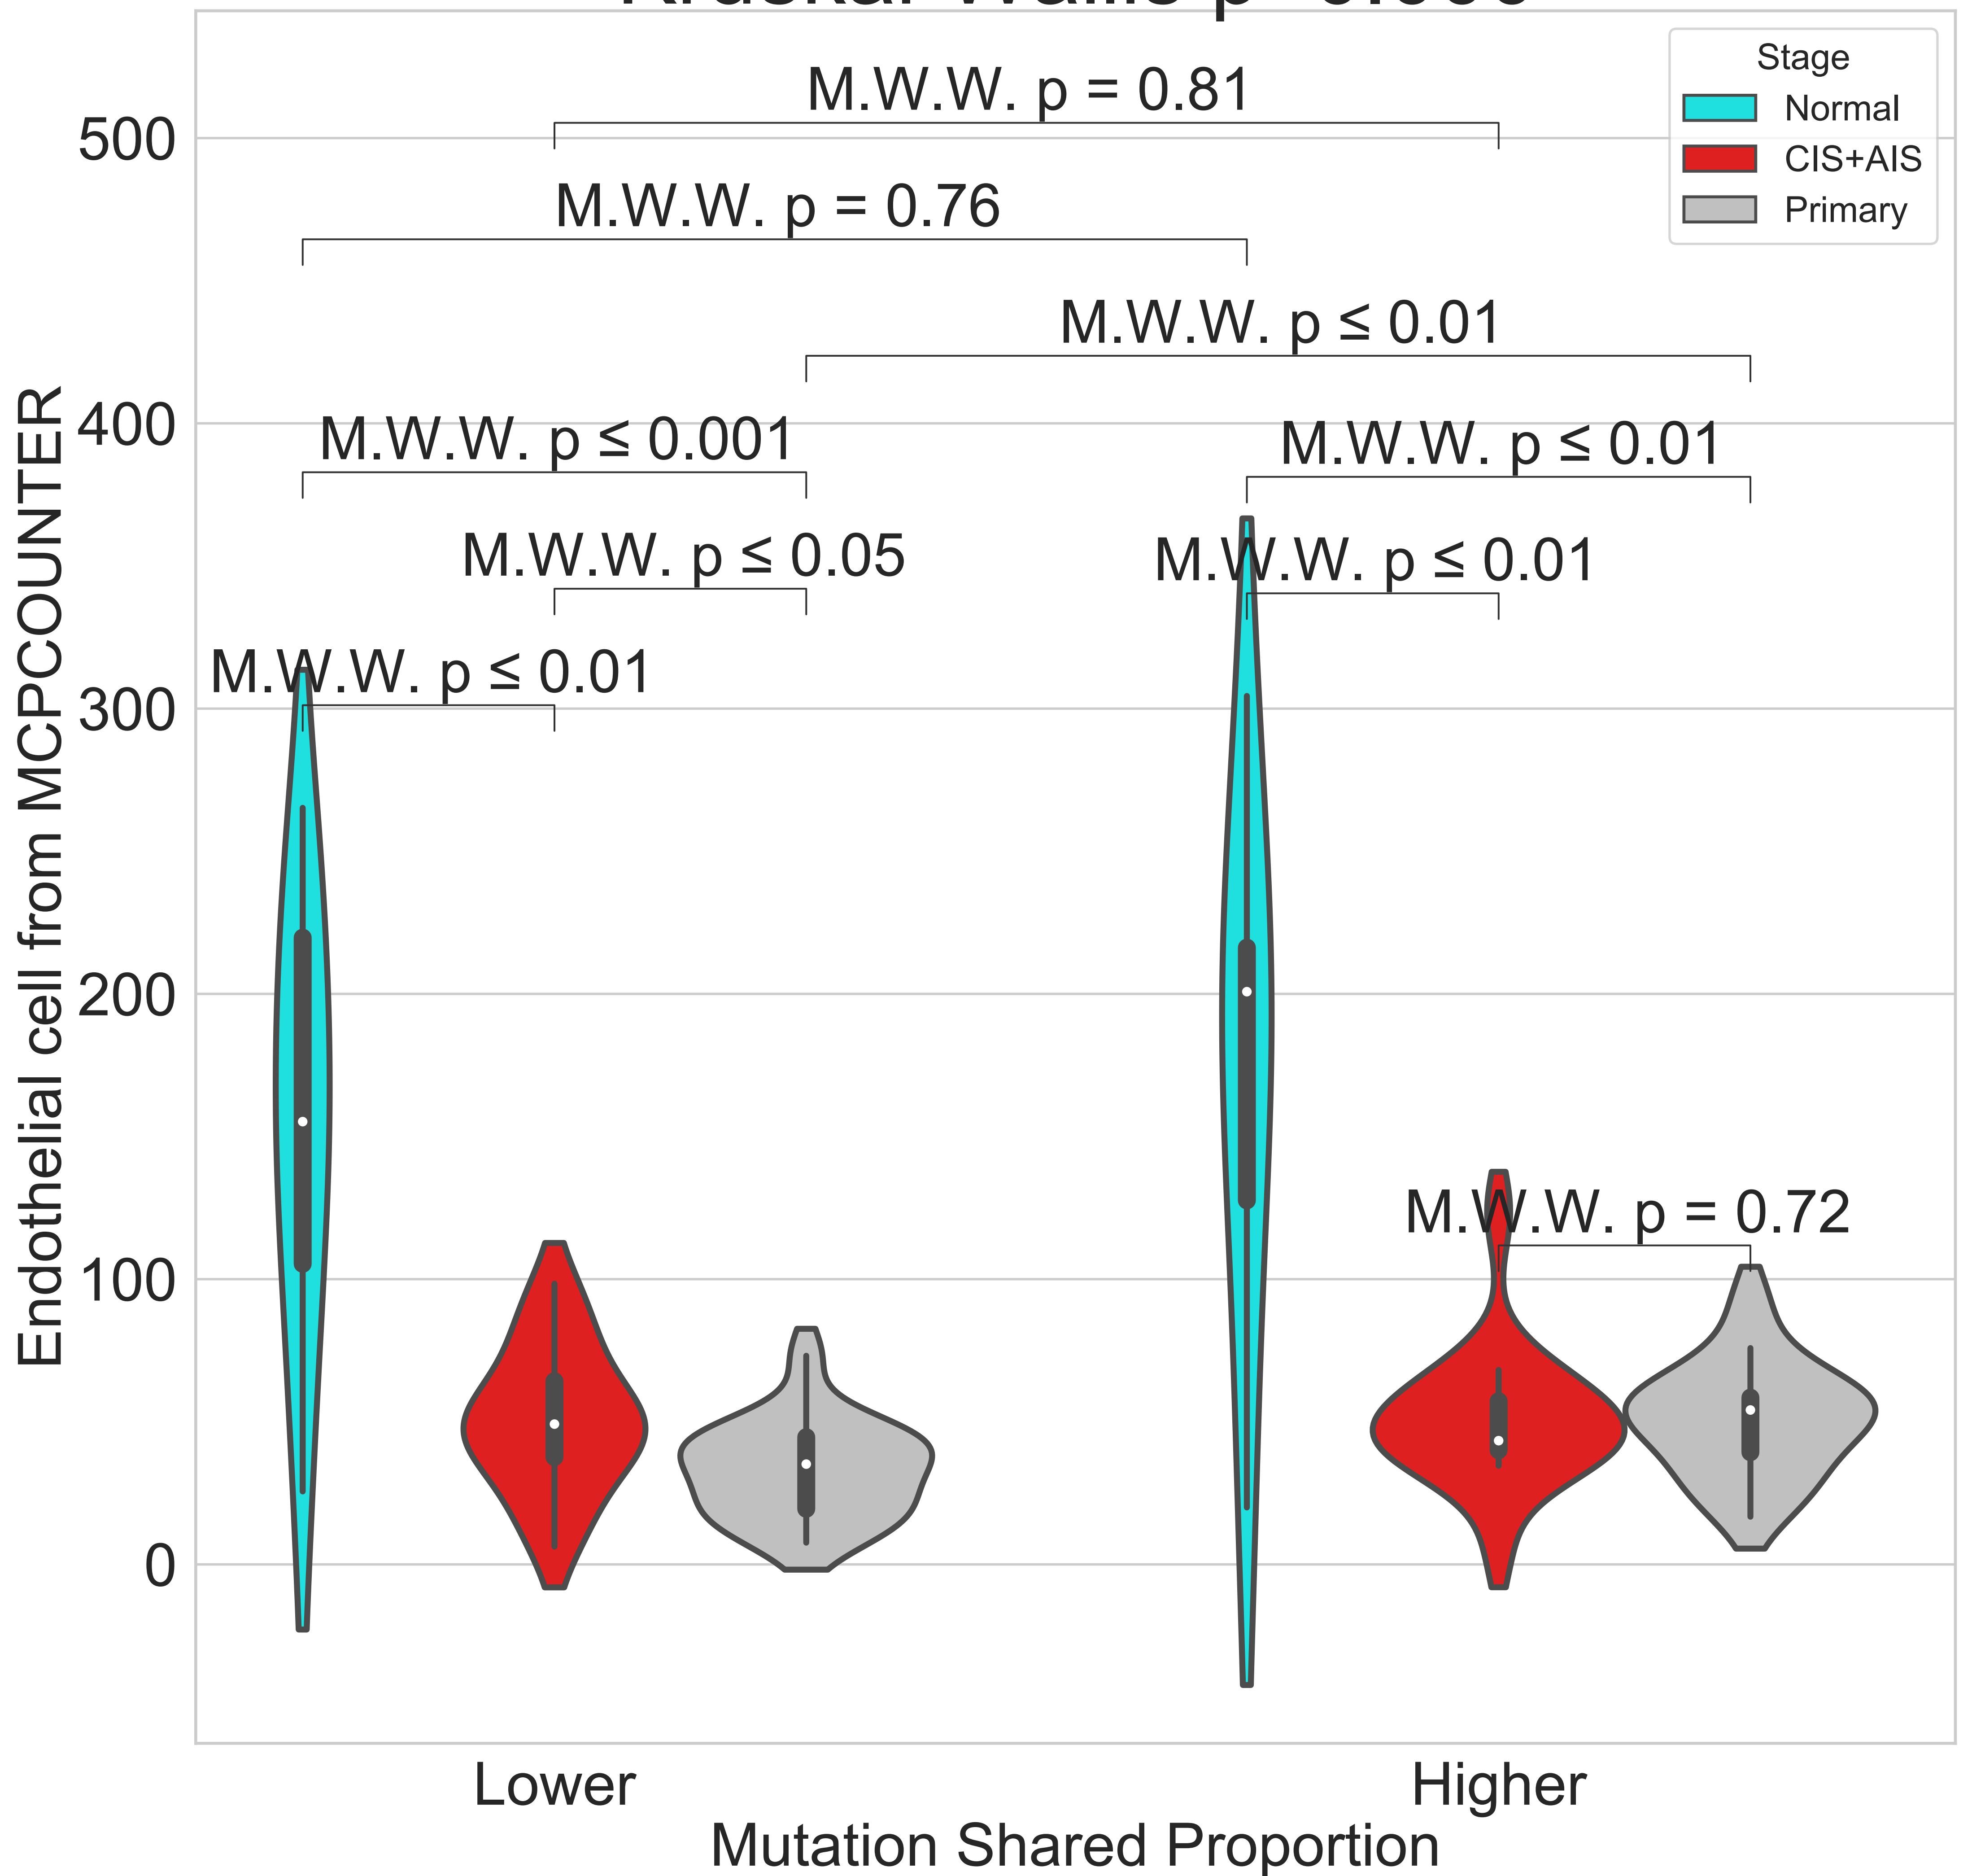 Stage
Normal
CIS+AIS
Primary
M.W.W. p = 0.81
M.W.W. p = 0.76
M.W.W. p ≤ 0.01
M.W.W. p ≤ 0.001
M.W.W. p ≤ 0.01
M.W.W. p ≤ 0.05
M.W.W. p ≤ 0.01
M.W.W. p ≤ 0.01
M.W.W. p = 0.72
500
400
300
200
100
0
Endothelial cell from MCPCOUNTER
Lower
Higher
Mutation Shared Proportion